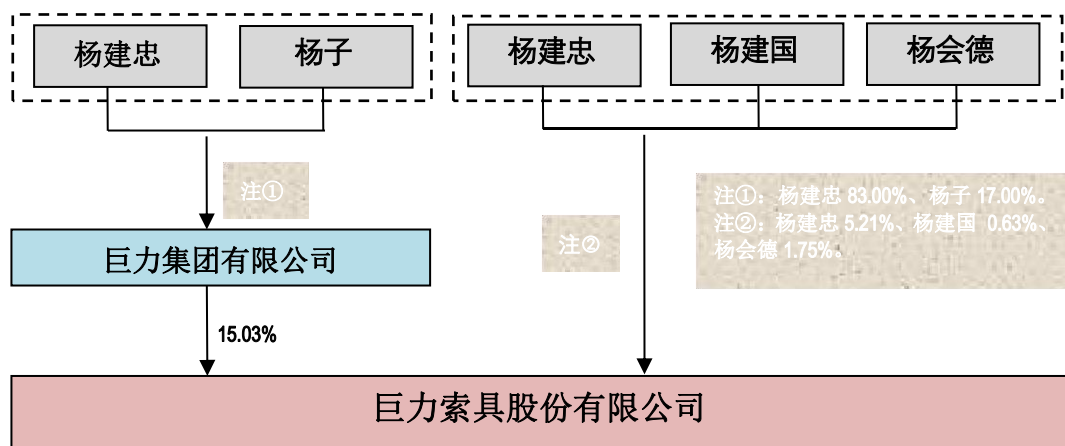 杨建忠
杨子
杨建忠
杨建国
杨会德
注①
注①：杨建忠 83.00%、杨子 17.00%。
注②：杨建忠 5.21%、杨建国 0.63%、
杨会德 1.75%。
注②
巨力集团有限公司
15.03%
巨力索具股份有限公司